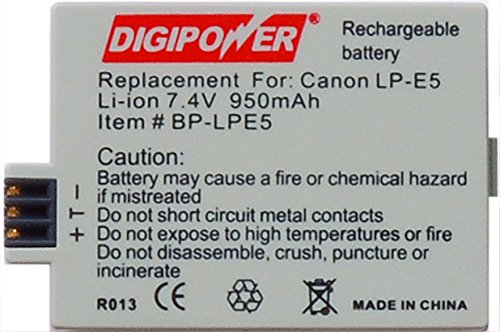 DIGIPOWER®
Rechargeable
battery
Replacement For: Canon LP-E5
Li-ion 7.4V 950mAh
Item # BP-LPE5
Caution:
Battery may cause a fire or chemical hazard
if mistreated
Do not short circuit metal contacts
Do not expose to high temperatures or fire
Do not disassemble, crush, puncture or
incinerate
+ T -
R013 CE MADE IN CHINA